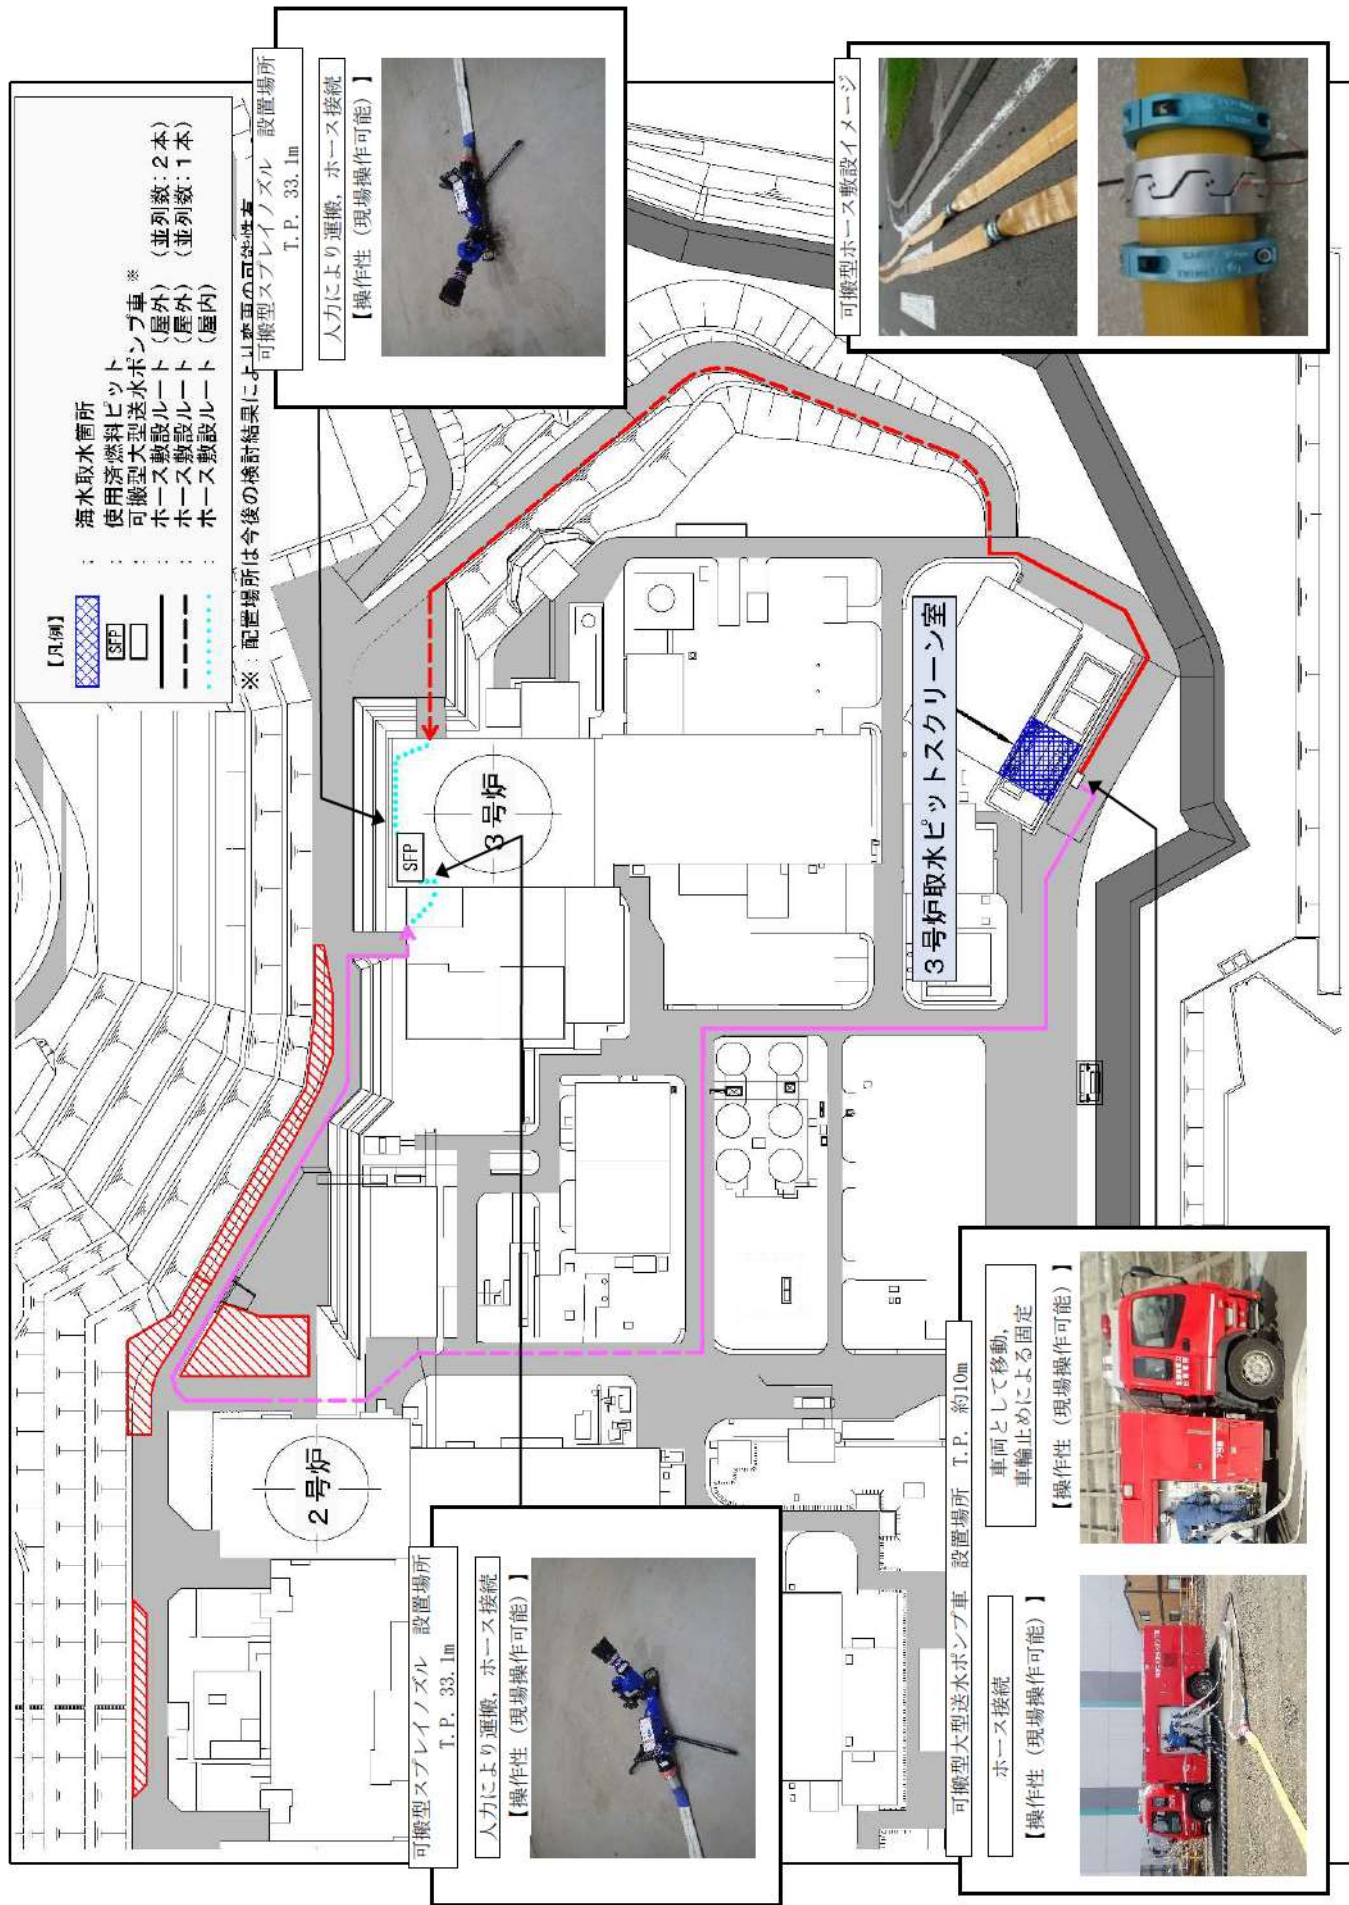 【凡例】
： 海水取水箇所
SFP ： 使用済燃料ピット
： 可搬型大型送水ポンプ車 ※
： ホース敷設ルート（屋外）（並列数：２本）
： ホース敷設ルート（屋外）（並列数：１本）
： ホース敷設ルート（屋内）
※：配置場所は今後の検討結果により変更の可能性有
可搬型スプレイノズル 設置場所
T.P. 33.1m
人力により運搬，ホース接続
【操作性（現場操作可能）】
可搬型ホース敷設イメージ
SFP
３号炉
３号炉取水ピットスクリーン室
２号炉
可搬型スプレイノズル 設置場所
T.P. 33.1m
人力により運搬，ホース接続
【操作性（現場操作可能）】
可搬型大型送水ポンプ車 設置場所 T.P. 約10m
ホース接続
【操作性（現場操作可能）】
車両として移動，
車輪止めによる固定
【操作性（現場操作可能）】